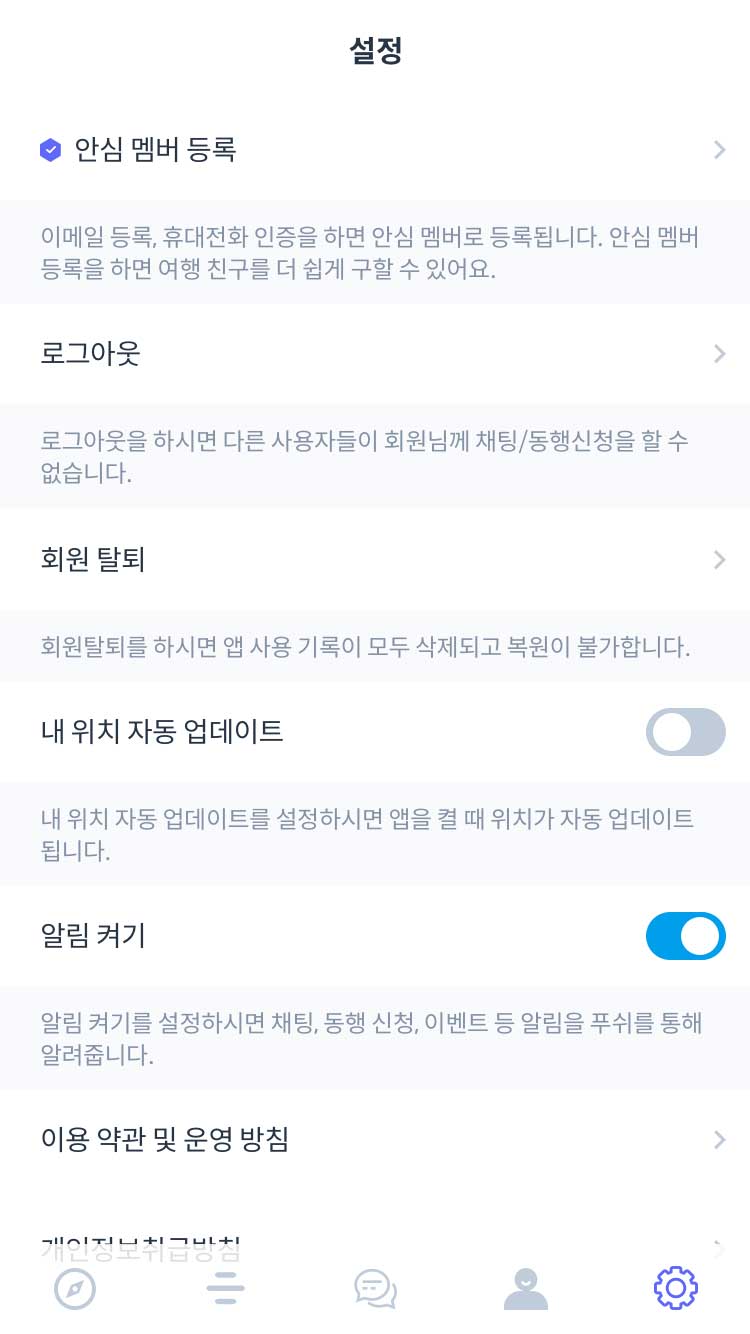 설정
안심 멤버 등록
이메일 등록, 휴대전화 인증을 하면 안심 멤버로 등록됩니다. 안심 멤버
등록을 하면 여행 친구를 더 쉽게 구할 수 있어요.
로그아웃
로그아웃을 하시면 다른 사용자들이 회원님께 채팅/동행신청을 할 수
없습니다.
회원 탈퇴
회원탈퇴를 하시면 앱 사용 기록이 모두 삭제되고 복원이 불가합니다.
내 위치 자동 업데이트
내 위치 자동 업데이트를 설정하시면 앱을 켤 때 위치가 자동 업데이트
됩니다.
알림 켜기
알림 켜기를 설정하시면 채팅, 동행 신청, 이벤트 등 알림을 푸쉬를 통해
알려줍니다.
이용 약관 및 운영 방침
개인정보취급방침